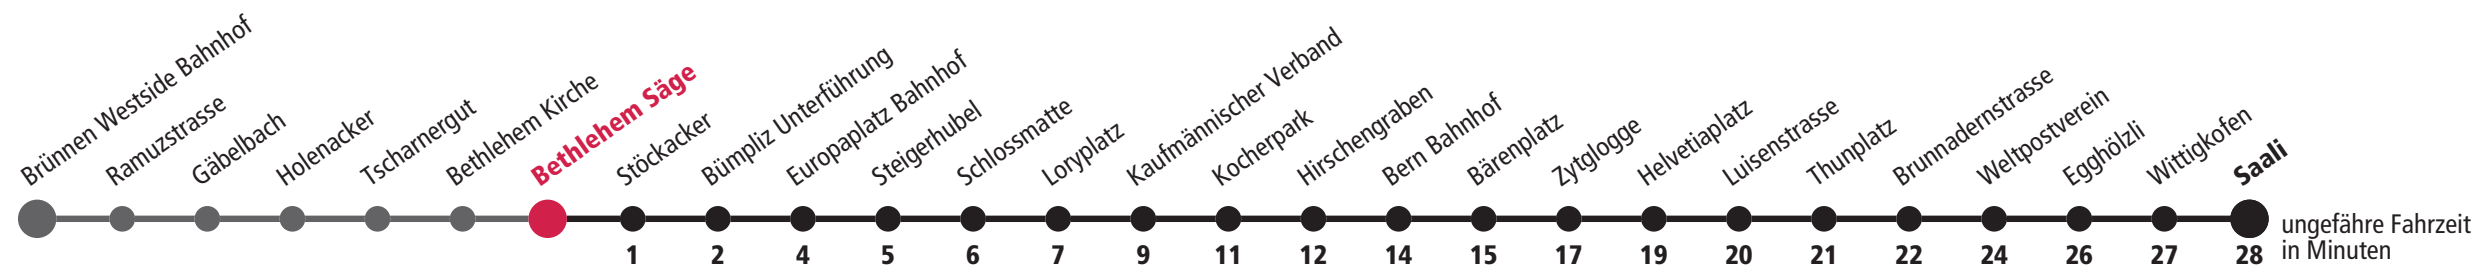 Brünnen Westside Bahnhof
Ramuzstrasse
Gäbelbach
Holenacker
Tscharnergut
Bethlehem Kirche
Bethlehem Säge
Stöckacker
Bümpliz Unterführung
Europaplatz Bahnhof
Steigerhubel
Schlossmatte
Loryplatz
Kaufmännischer Verband
Kocherpark
Hirschengraben
Bern Bahnhof
Bärenplatz
Zytglogge
Helvetiaplatz
Luisenstrasse
Thunplatz
Brunnadernstrasse
Weltpostverein
Egghölzli
Wittigkofen
Saali
1 2 4 5 6 7 9 11 12 14 15 17 19 20 21 22 24 26 27 28
ungefähre Fahrzeit
in Minuten